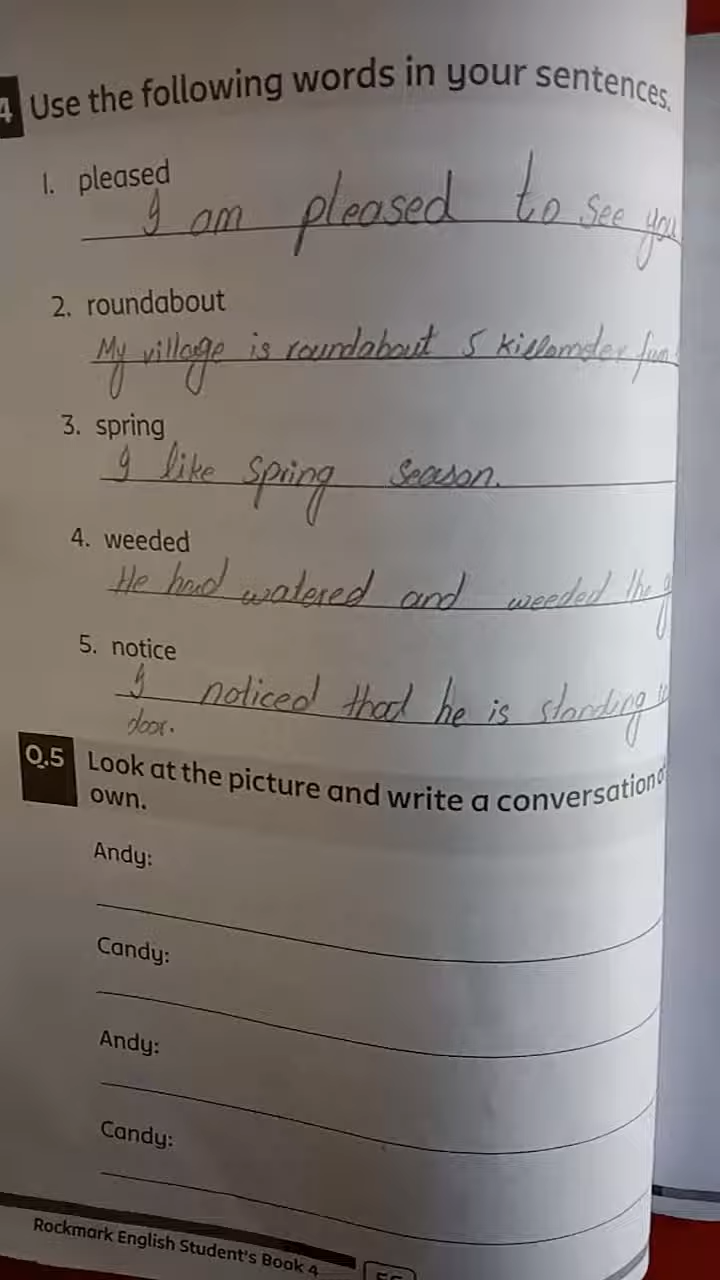 4 Use the following words in your sentences.
1. pleased
I am pleased to see you
2. roundabout
My village is roundabout 5 killomster
3. spring
I like spring season.
4. weeded
He had watered and weeded the
5. notice
I noticed that he is standing
door.
Q.5 Look at the picture and write a conversation
own.
Andy:
Candy:
Andy:
Candy:
Rockmark English Student's Book 4